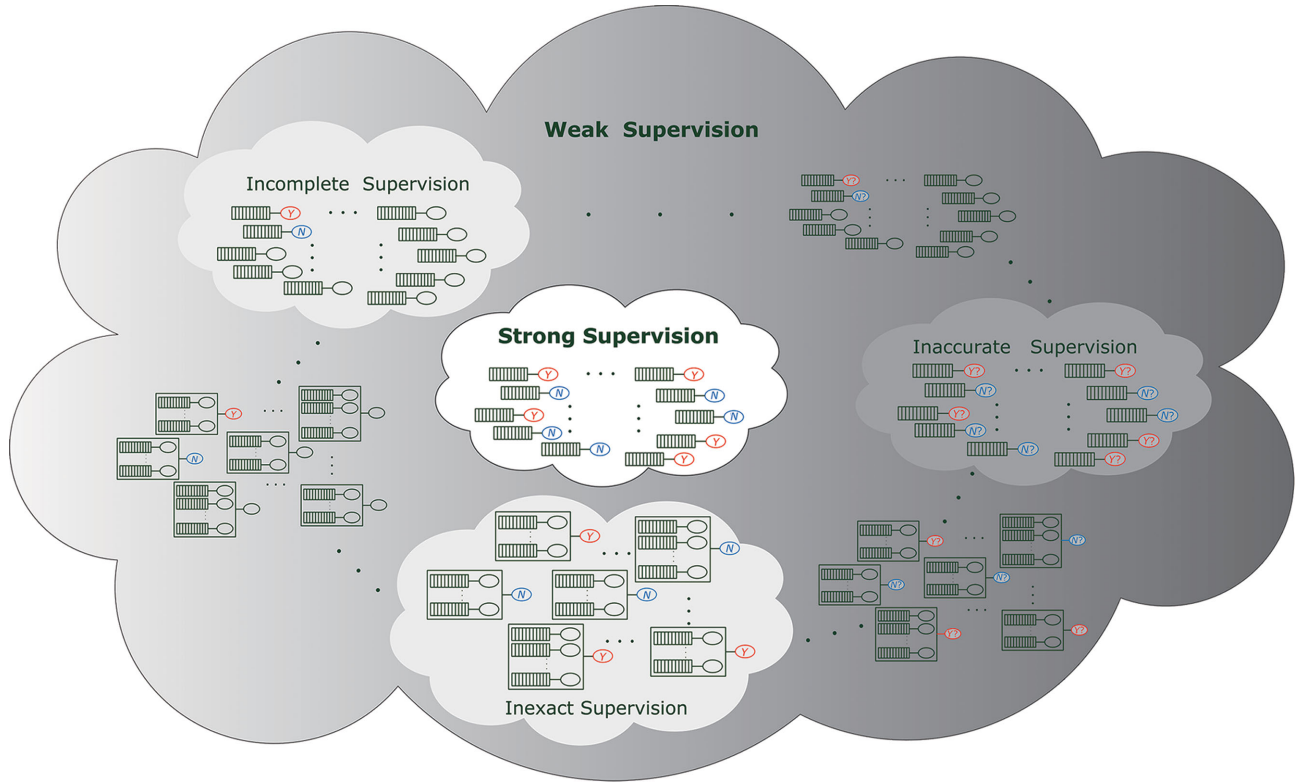 Weak Supervision
Incomplete Supervision
Y? . . .
N?
Y . . .
N
Strong Supervision
Inaccurate Supervision
Y . . . Y
N N
Y N
N Y
N Y
Y? . . . Y?
N? N?
Y? N?
N? Y?
N? Y?
Y . . .
N
Y . . . N
N N
Y . . . Y
Y? . . . N?
N? N?
Y? . . . Y?
Inexact Supervision